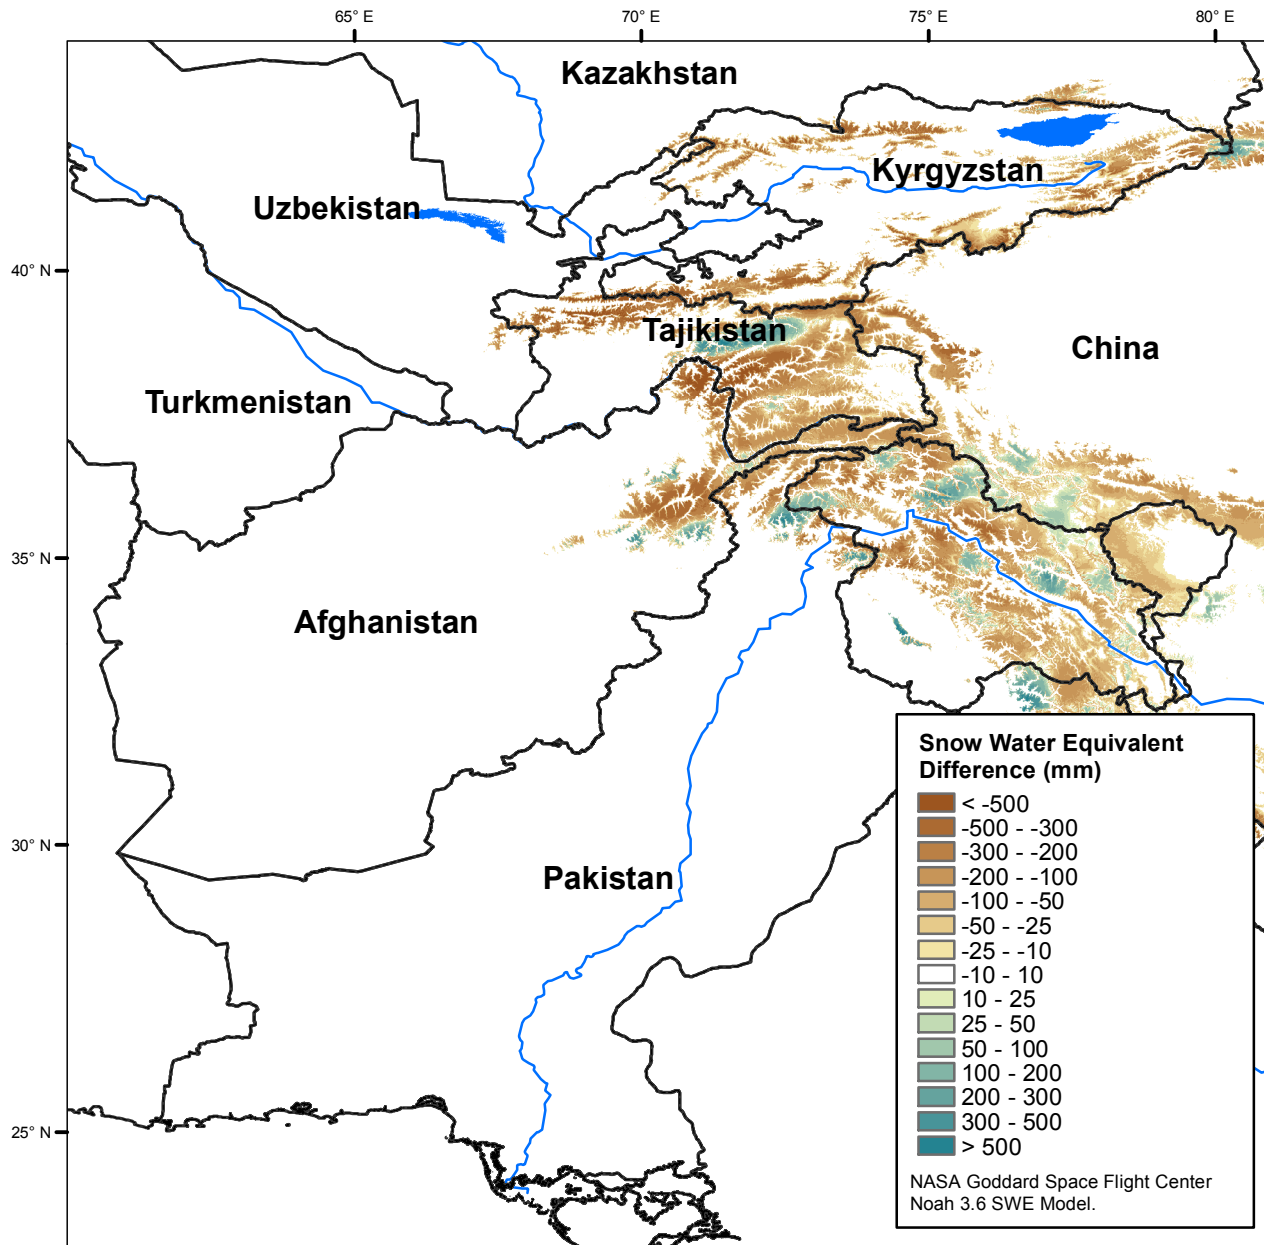 65° E
70° E
75° E
80° E
Kazakhstan
Kyrgyzstan
Uzbekistan
40° N
Tajikistan
China
Turkmenistan
35° N
Afghanistan
Snow Water Equivalent
Difference (mm)
< -500
-500 - -300
-300 - -200
-200 - -100
-100 - -50
-50 - -25
-25 - -10
-10 - 10
10 - 25
25 - 50
50 - 100
100 - 200
200 - 300
300 - 500
> 500
NASA Goddard Space Flight Center
Noah 3.6 SWE Model.
30° N
Pakistan
25° N